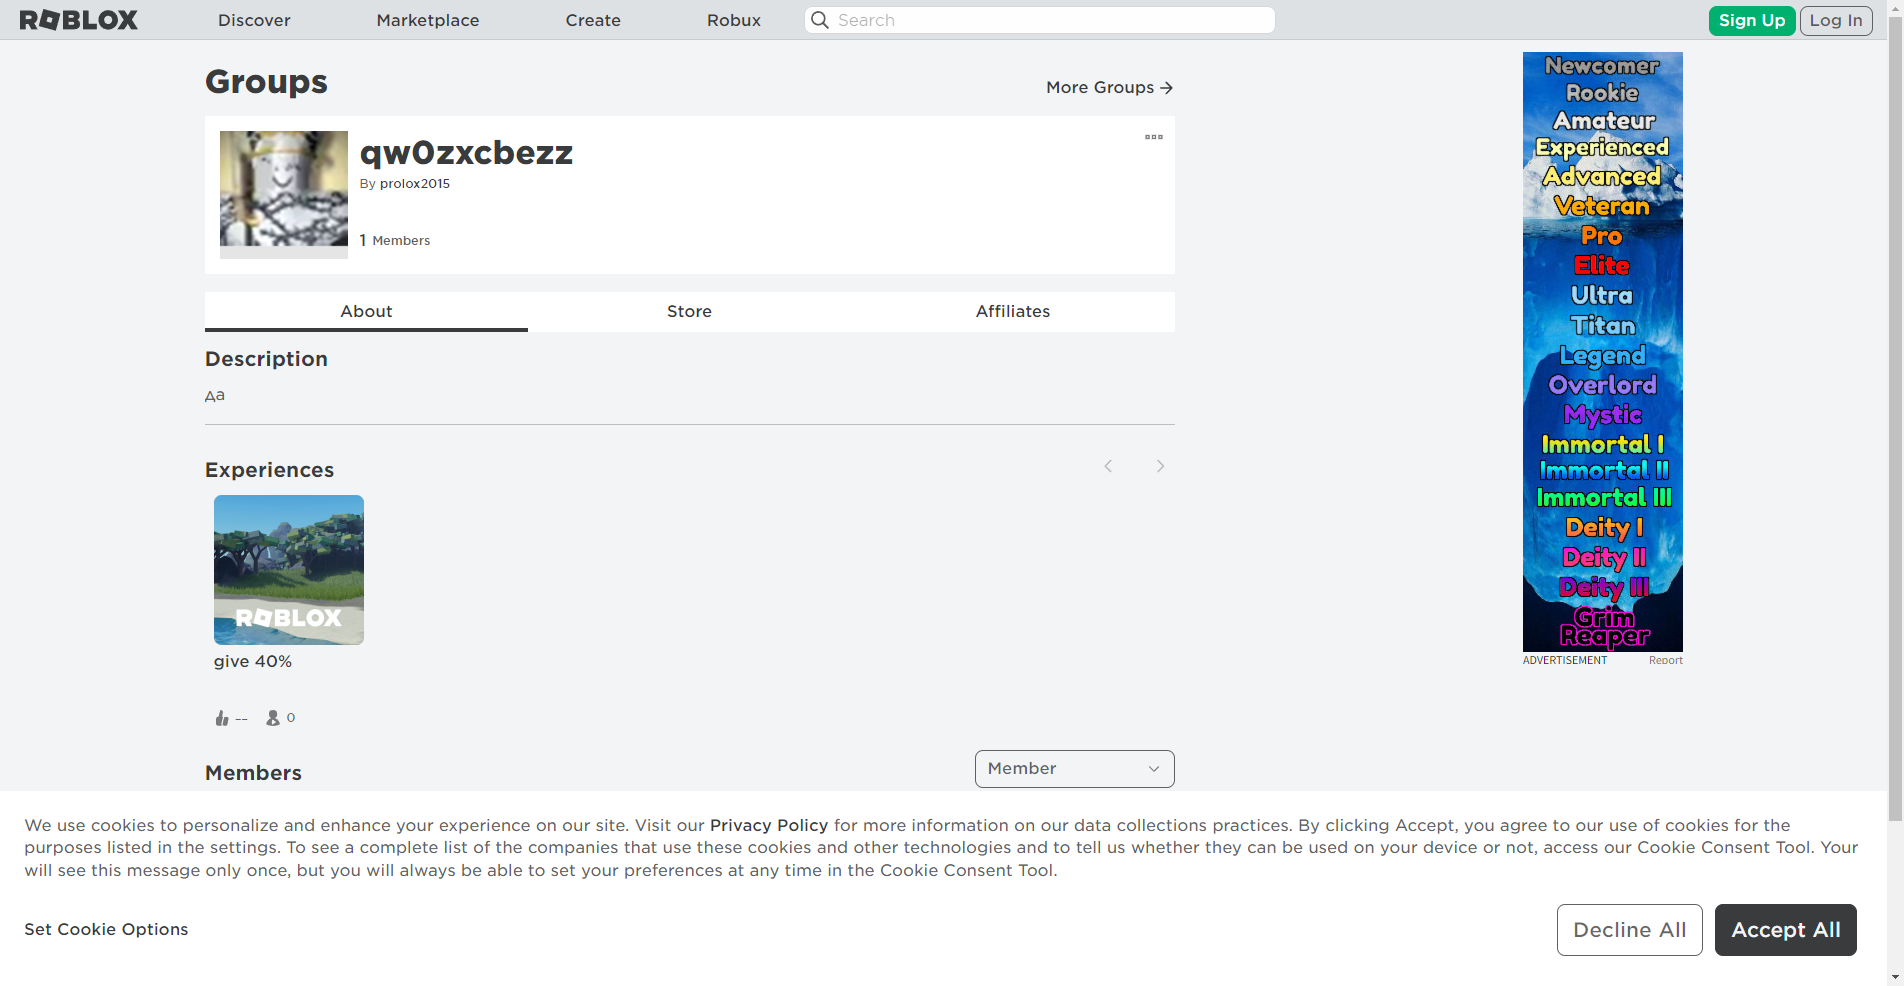 ROBLOX
Discover
Marketplace
Create
Robux
Search
Sign Up
Log In
Groups
More Groups
qw0zxcbezz
By prolox2015
1 Members
About
Store
Affiliates
Description
да
Experiences
ROBLOX
give 40%
--
0
Members
Member
Newcomer
Rookie
Amateur
Experienced
Advanced
Veteran
Pro
Elite
Ultra
Titan
Legend
Overlord
Mystic
Immortal I
Immortal II
Immortal III
Deity I
Deity II
Deity III
Grim
Reaper
ADVERTISEMENT
Report
We use cookies to personalize and enhance your experience on our site. Visit our Privacy Policy for more information on our data collections practices. By clicking Accept, you agree to our use of cookies for the
purposes listed in the settings. To see a complete list of the companies that use these cookies and other technologies and to tell us whether they can be used on your device or not, access our Cookie Consent Tool. Your
will see this message only once, but you will always be able to set your preferences at any time in the Cookie Consent Tool.
Set Cookie Options
Decline All
Accept All